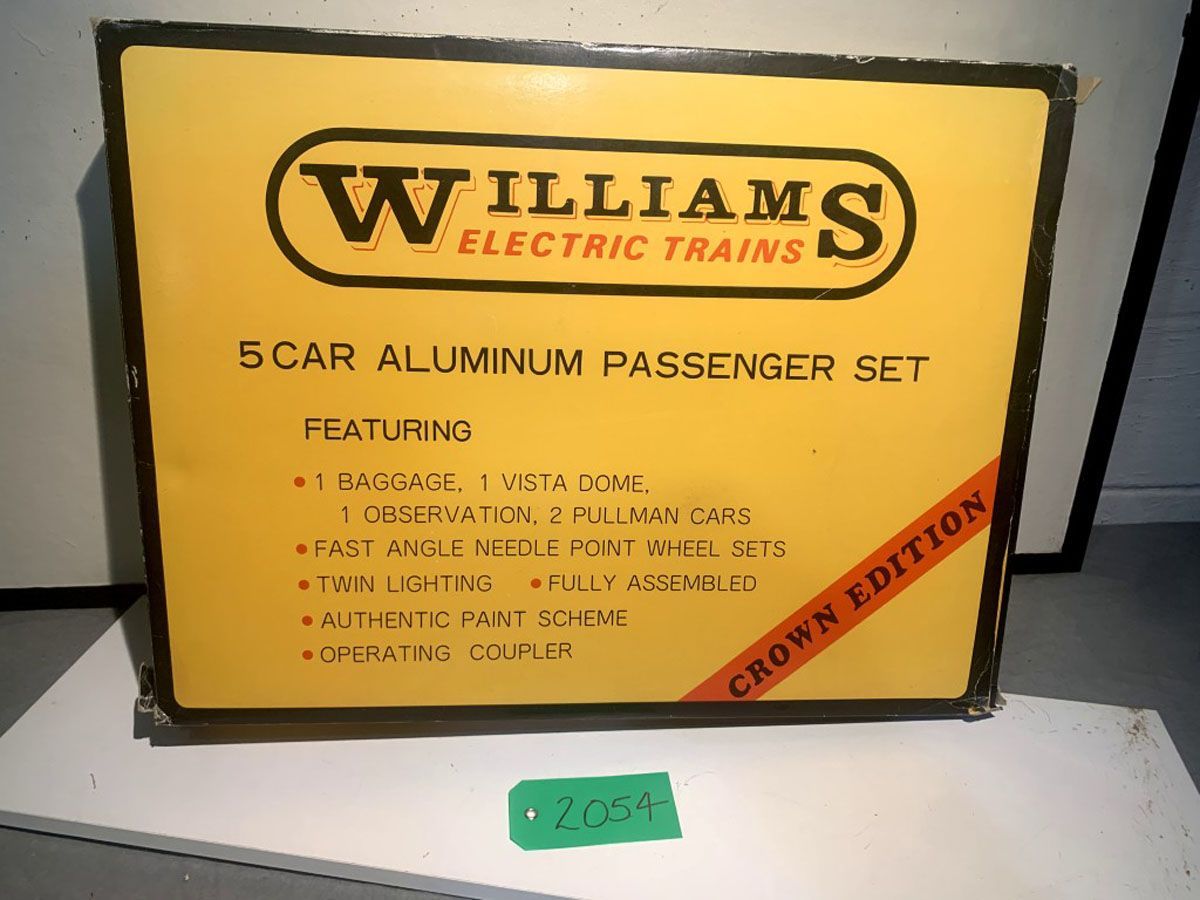 WILLIAMS
ELECTRIC TRAINS
5 CAR ALUMINUM PASSENGER SET
FEATURING
• 1 BAGGAGE, 1 VISTA DOME,
1 OBSERVATION, 2 PULLMAN CARS
• FAST ANGLE NEEDLE POINT WHEEL SETS
• TWIN LIGHTING • FULLY ASSEMBLED
• AUTHENTIC PAINT SCHEME
• OPERATING COUPLER
CROWN EDITION
2054